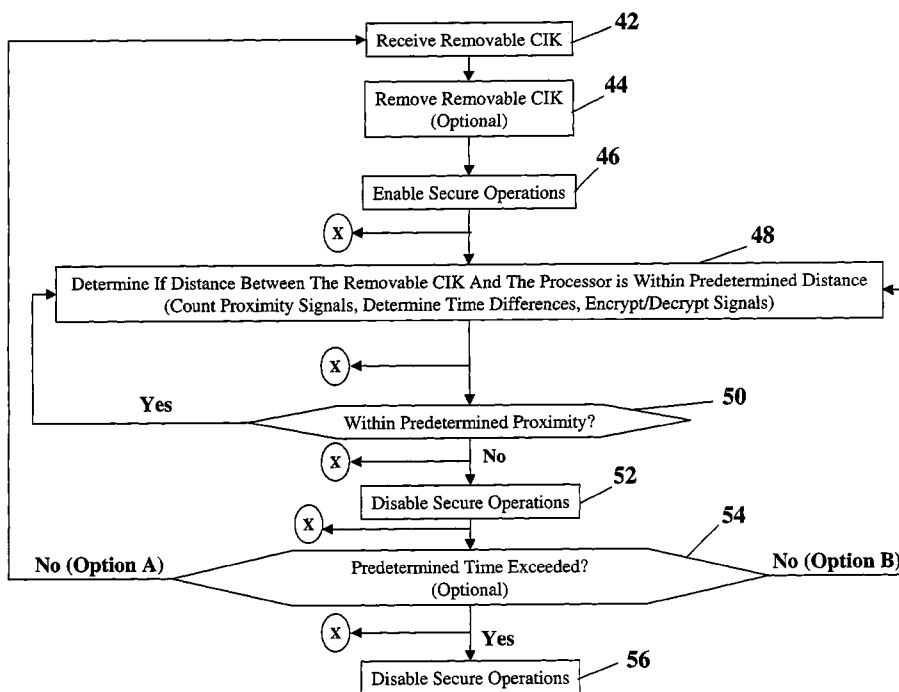 Receive Removable CIK
42
Remove Removable CIK
(Optional)
44
Enable Secure Operations
46
X
48
Determine If Distance Between The Removable CIK And The Processor is Within Predetermined Distance
(Count Proximity Signals, Determine Time Differences, Encrypt/Decrypt Signals)
X
Yes
50
Within Predetermined Proximity?
X
No
52
Disable Secure Operations
X
54
No (Option A)
Predetermined Time Exceeded?
(Optional)
No (Option B)
X
Yes
Disable Secure Operations
56